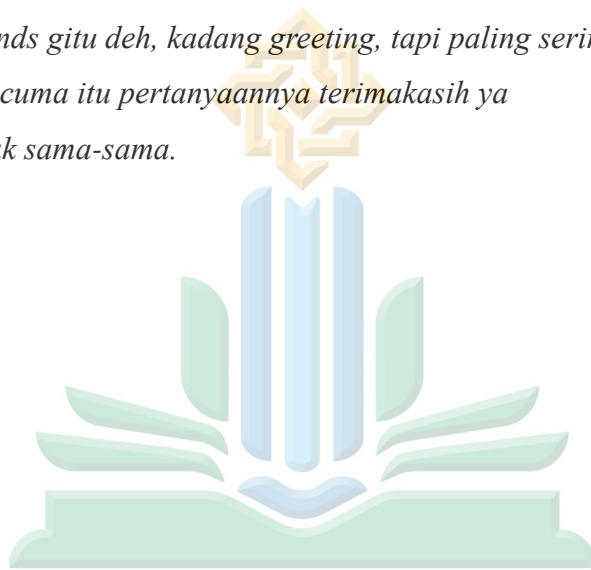 nds gitu deh, kadang greeting, tapi paling serin
cuma itu pertanyaannya terimakasih ya
k sama-sama.